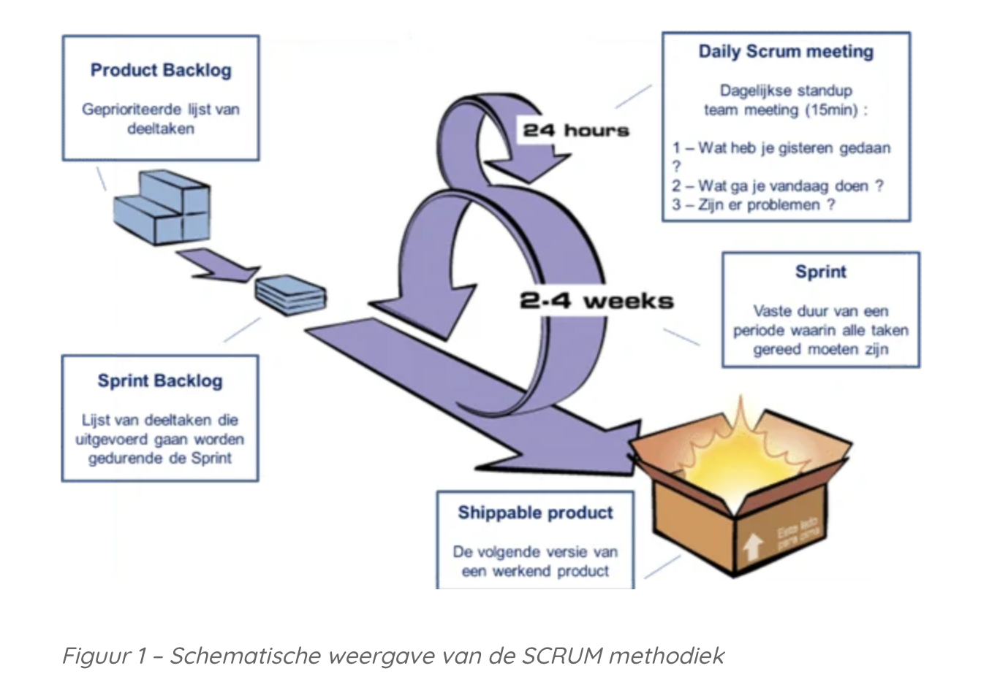 Product Backlog
Geprioriteerde lijst van
deeltaken
Daily Scrum meeting
Dagelijkse standup
team meeting (15min) :
1 – Wat heb je gisteren gedaan
?
2 – Wat ga je vandaag doen ?
3 – Zijn er problemen ?
24 hours
2-4 weeks
Sprint
Vaste duur van een
periode waarin alle taken
gereed moeten zijn
Sprint Backlog
Lijst van deeltaken die
uitgevoerd gaan worden
gedurende de Sprint
Shippable product
De volgende versie van
een werkend product
Este lado
para cima
Figuur 1 – Schematische weergave van de SCRUM methodiek